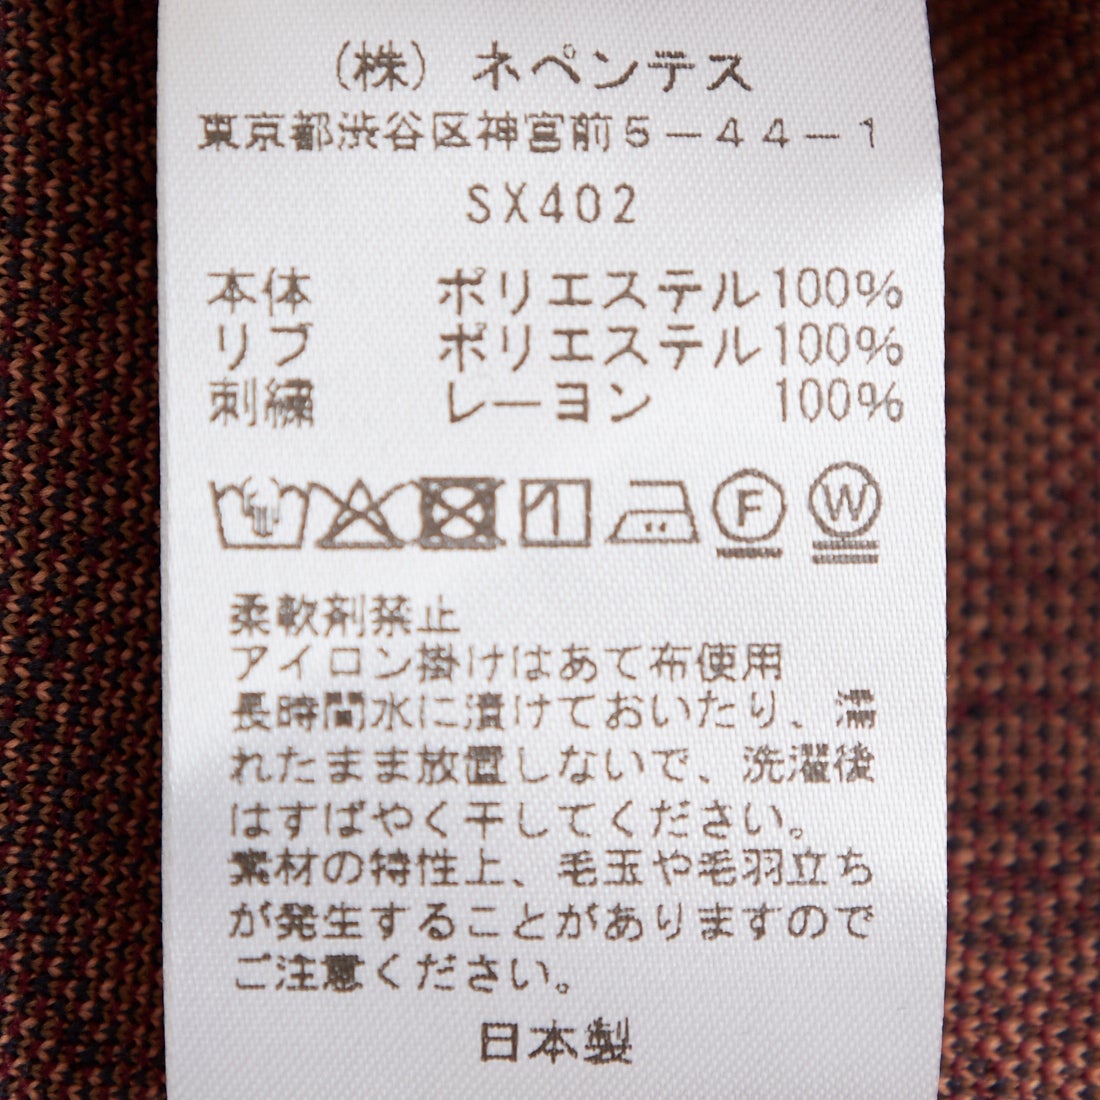 (株) ネペンテス
東京都渋谷区神宮前5－44－1
SX402
本体 ポリエステル100%
リブ ポリエステル100%
刺繍 レーヨン 100%
F W
柔軟剤禁止
アイロン掛けはあて布使用
長時間水に漬けておいたり、濡
れたまま放置しないで、洗濯後
はすばやく干してください。
素材の特性上、毛玉や毛羽立ち
が発生することがありますので
ご注意ください。
日本製